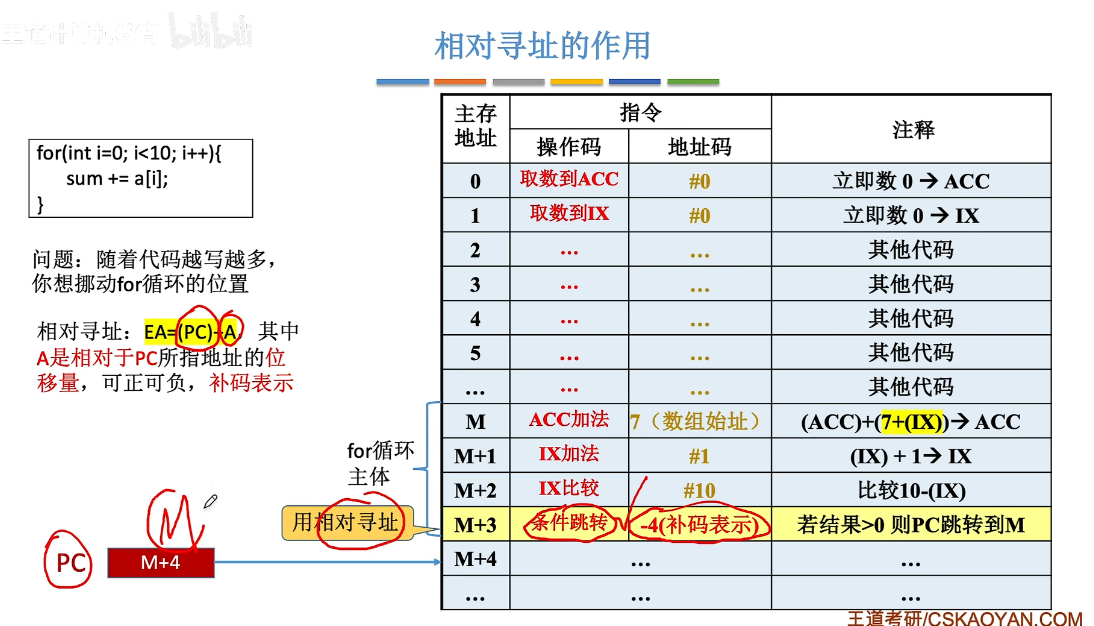 王道计算机教育 bilibili
相对寻址的作用
for(int i=0; i<10; i++){
sum += a[i];
}
问题：随着代码越写越多，
你想挪动for循环的位置
相对寻址：EA=(PC)+A，其中
A是相对于PC所指地址的位
移量，可正可负，补码表示
主存地址 指令 注释
操作码 地址码
0 取数到ACC #0 立即数 0 → ACC
1 取数到IX #0 立即数 0 → IX
2 … … 其他代码
3 … … 其他代码
4 … … 其他代码
5 … … 其他代码
… … … 其他代码
M ACC加法 7（数组始址） (ACC)+(7+(IX))→ ACC
M+1 IX加法 #1 (IX) + 1→ IX
M+2 IX比较 #10 比较10-(IX)
M+3 条件跳转 -4(补码表示) 若结果>0 则PC跳转到M
M+4 … …
… … …
for循环
主体
用相对寻址
M
PC M+4
王道考研/CSKAOYAN.COM